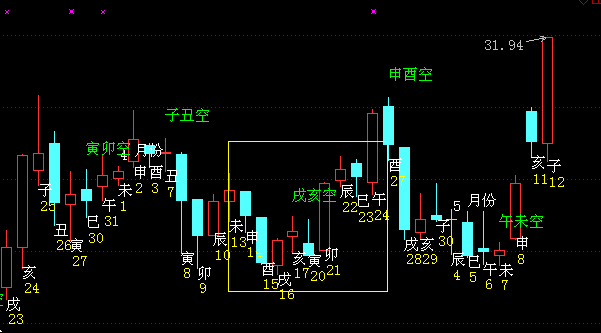 31.94
申酉空
子丑空
寅卯空
4 月份
戌亥空
5 月份
午未空
戌
23
亥
24
子
25
丑
26
寅
27
巳
30
午
31
未
1
申
2
酉
3
丑
7
寅
8
卯
9
辰
10
未
13
申
酉
15
戌
16
亥
17
寅
20
卯
21
辰
22
巳
23
午
24
酉
27
戌
28
亥
29
子
30
辰
4
巳
5
午
6
未
7
申
8
亥
11
子
12